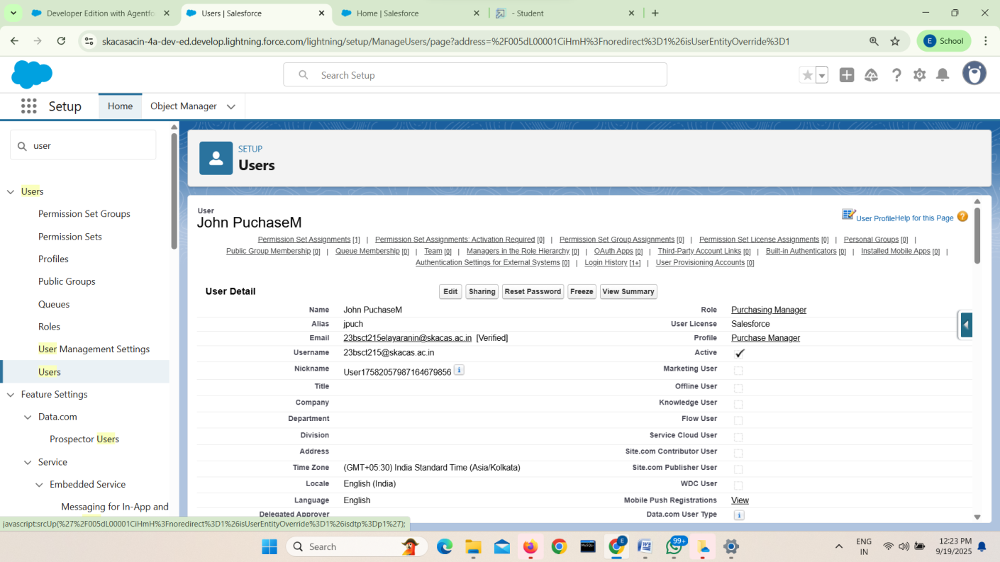 Developer Edition with Agentfo
Users | Salesforce
Home | Salesforce
- Student
skacasacin-4a-dev-ed.develop.lightning.force.com/lightning/setup/ManageUsers/page?address=%2F005dL00001CiHmH%3Fnoredirect%3D1%26isUserEntityOverride%3D1
E School
Search Setup
Setup Home Object Manager
user
SETUP
Users
Users
Permission Set Groups
Permission Sets
Profiles
Public Groups
Queues
Roles
User Management Settings
Users
Feature Settings
Data.com
Prospector Users
Service
Embedded Service
Messaging for In-App and
User
John PuchaseM
User Profile Help for this Page
Permission Set Assignments [1] | Permission Set Assignments: Activation Required [0] | Permission Set Group Assignments [0] | Permission Set License Assignments [0] | Personal Groups [0] |
Public Group Membership [0] | Queue Membership [0] | Team [0] | Managers in the Role Hierarchy [0] | OAuth Apps [0] | Third-Party Account Links [0] | Built-in Authenticators [0] | Installed Mobile Apps [0] |
Authentication Settings for External Systems [0] | Login History [1+] | User Provisioning Accounts [0]
User Detail Edit Sharing Reset Password Freeze View Summary
Name John PuchaseM Role Purchasing Manager
Alias jpuch User License Salesforce
Email 23bsct215elayaranin@skacas.ac.in [Verified] Profile Purchase Manager
Username 23bsct215@skacas.ac.in Active
Nickname User17582057987164679856 i Marketing User
Title Offline User
Company Knowledge User
Department Flow User
Division Service Cloud User
Address Site.com Contributor User
Time Zone (GMT+05:30) India Standard Time (Asia/Kolkata) Site.com Publisher User
Locale English (India) WDC User
Language English Mobile Push Registrations View
Delegated Approver Data.com User Type i
javascript:srcUp(%27%2F005dL00001CiHmH%3Fnoredirect%3D1%26isUserEntityOverride%3D1%26isdtp%3Dp1%27);
Search
MySQL
E
99+
ENG
IN
12:23 PM
9/19/2025